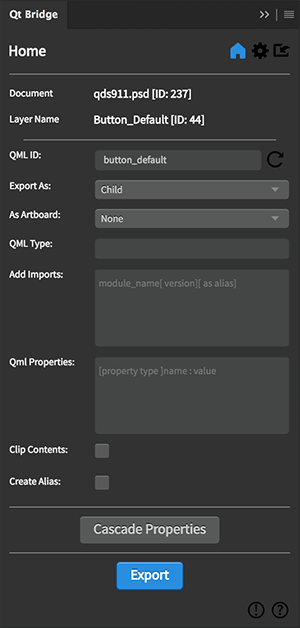 Qt Bridge
Home
Document qds911.psd [ID: 237]
Layer Name Button_Default [ID: 44]
QML ID: button_default
Export As: Child
As Artboard: None
QML Type:
Add Imports: module_name[ version][ as alias]
Qml Properties: [property type ]name : value
Clip Contents:
Create Alias:
Cascade Properties
Export